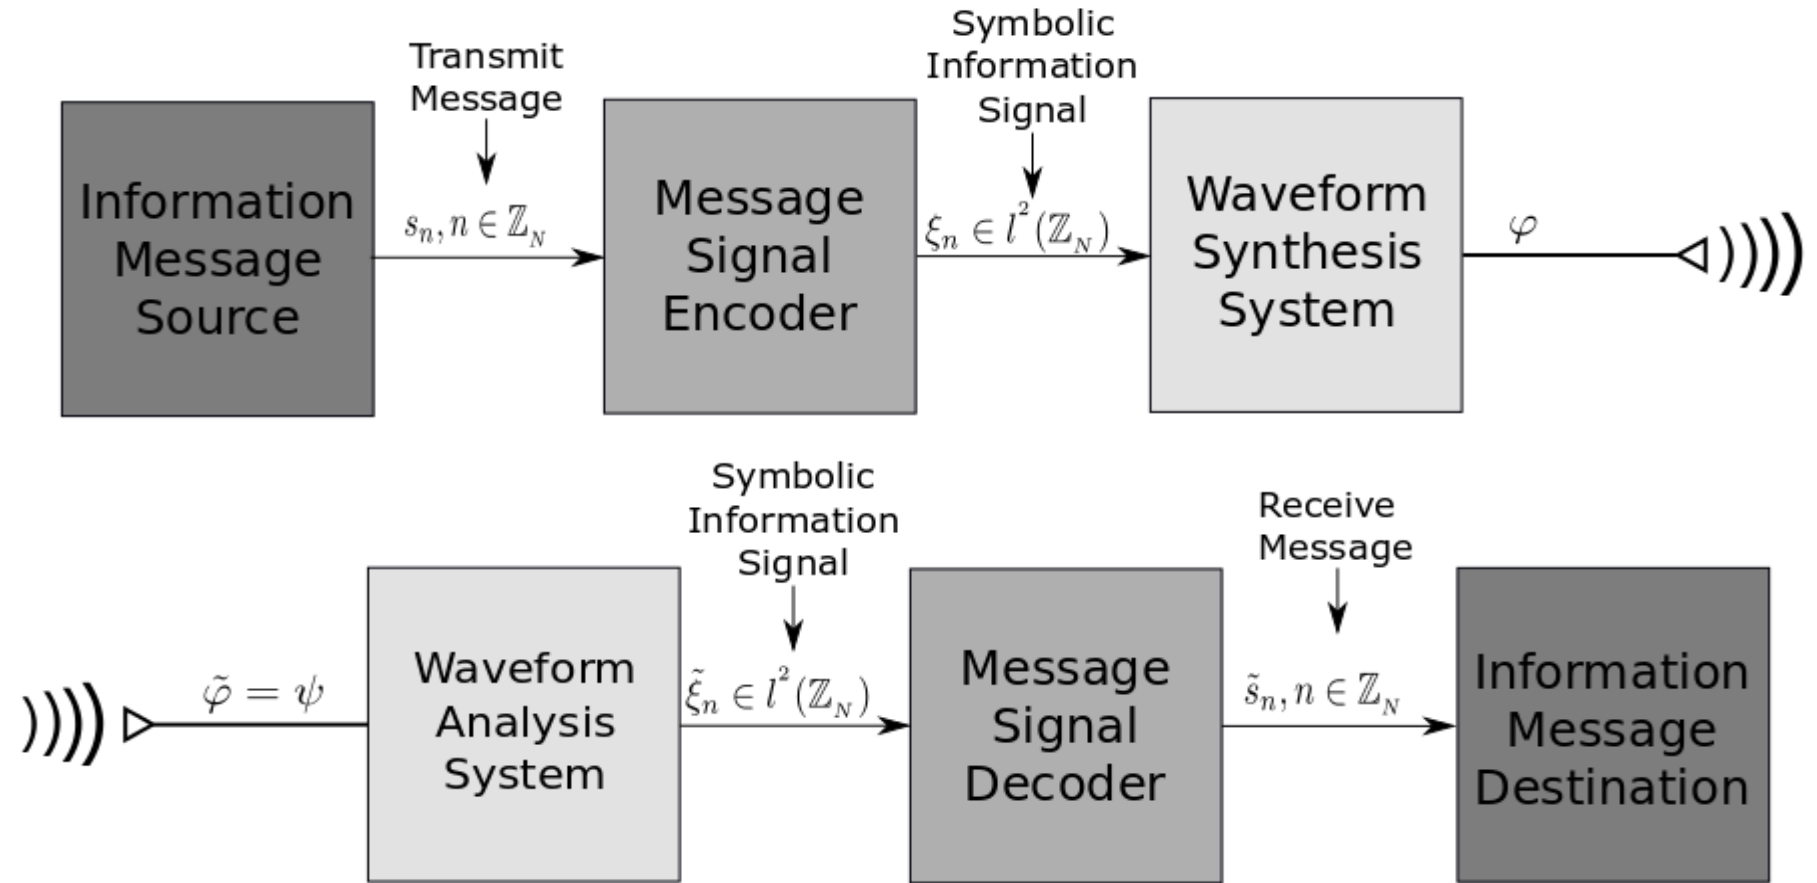 Transmit
Message
Symbolic
Information
Signal
Information
Message
Source
sₙ, n ∈ ℤ_N
Message
Signal
Encoder
ξₙ ∈ l²(ℤ_N)
Waveform
Synthesis
System
φ
Symbolic
Information
Signal
Receive
Message
φ̃ = ψ
Waveform
Analysis
System
ξ̃ₙ ∈ l²(ℤ_N)
Message
Signal
Decoder
s̃ₙ, n ∈ ℤ_N
Information
Message
Destination